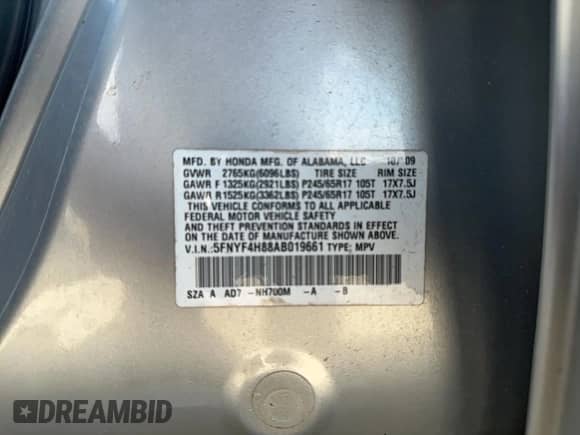 MFD. BY HONDA MFG. OF ALABAMA, LLC 10/09
GVWR 2765KG(6096LBS) TIRE SIZE RIM SIZE
GAWR F 1325KG(2921LBS) P245/65R17 105T 17X7.5J
GAWR R 1525KG(3362LBS) P245/65R17 105T 17X7.5J
THIS VEHICLE CONFORMS TO ALL APPLICABLE
FEDERAL MOTOR VEHICLE SAFETY
AND THEFT PREVENTION STANDARDS IN EFFECT
ON THE DATE OF MANUFACTURE SHOWN ABOVE.
V.I.N.:5FNYF4H88AB019661 TYPE: MPV
SZA A AD7 -NH700M -A -B
DREAMBID